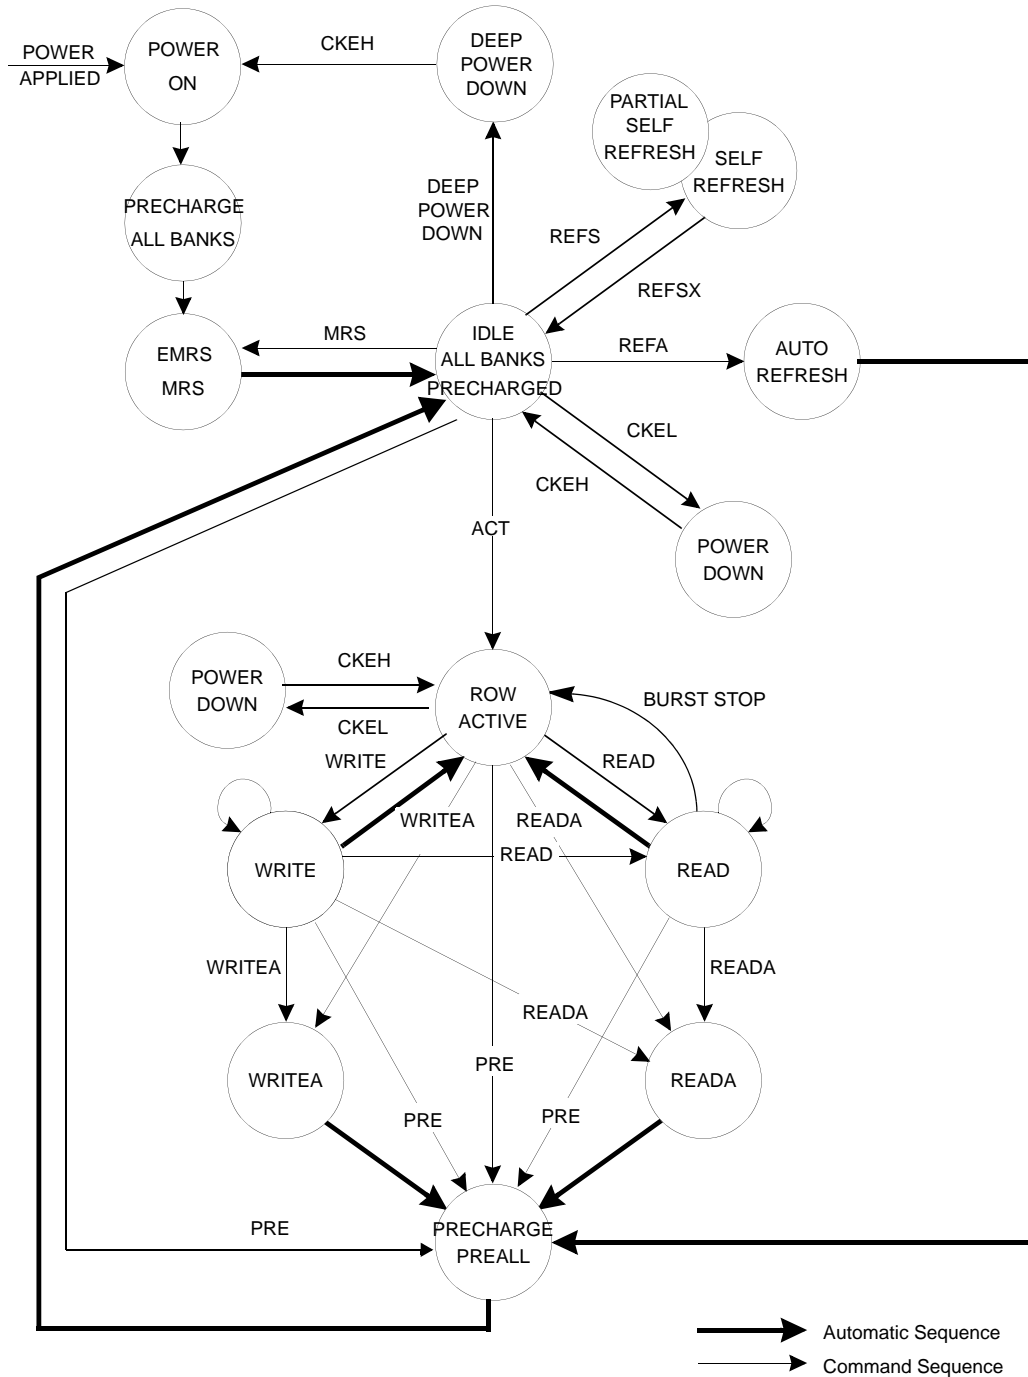 POWER
APPLIED
POWER
ON
CKEH
DEEP
POWER
DOWN
PARTIAL
SELF
REFRESH
SELF
REFRESH
PRECHARGE
ALL BANKS
DEEP
POWER
DOWN
REFS
REFSX
EMRS
MRS
MRS
IDLE
ALL BANKS
PRECHARGED
REFA
AUTO
REFRESH
CKEL
CKEH
ACT
POWER
DOWN
POWER
DOWN
CKEH
CKEL
ROW
ACTIVE
BURST STOP
WRITE
READ
WRITEA
READA
WRITE
READ
READ
WRITEA
READA
READA
WRITEA
PRE
READA
PRE
PRE
PRE
PRECHARGE
PREALL
Automatic Sequence
Command Sequence